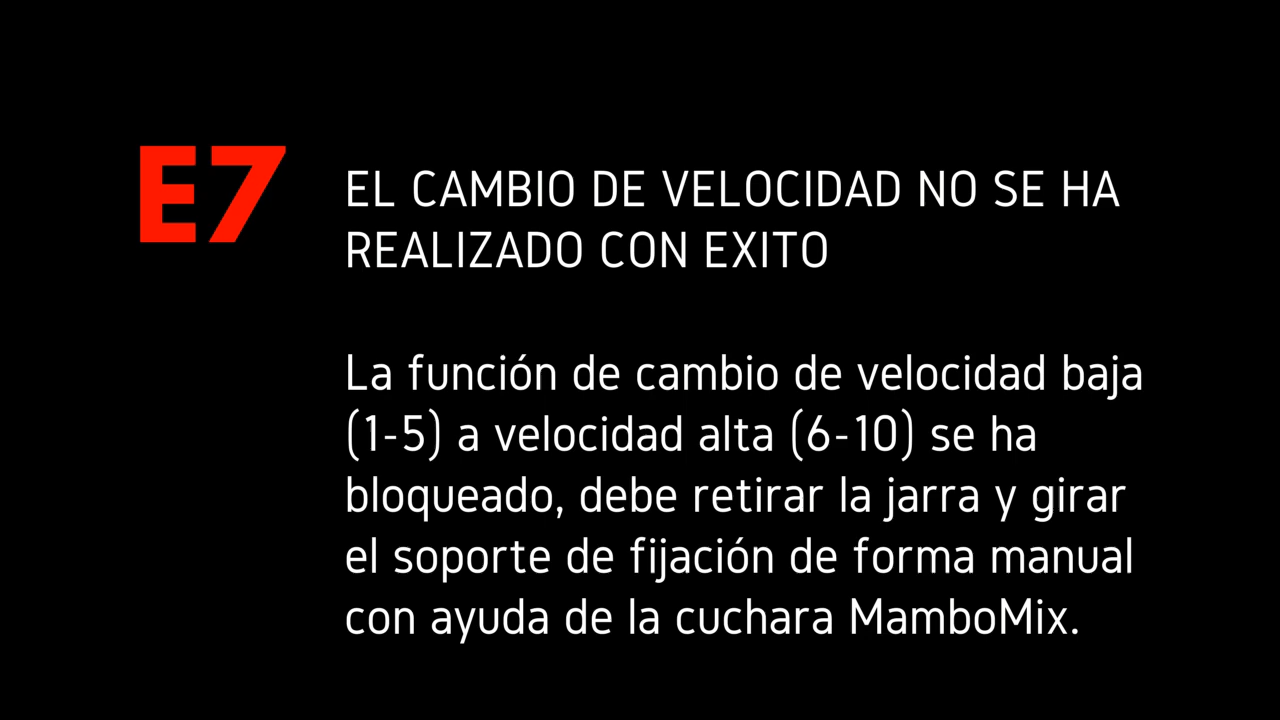 E7
EL CAMBIO DE VELOCIDAD NO SE HA
REALIZADO CON EXITO
La función de cambio de velocidad baja
(1-5) a velocidad alta (6-10) se ha
bloqueado, debe retirar la jarra y girar
el soporte de fijación de forma manual
con ayuda de la cuchara MamboMix.